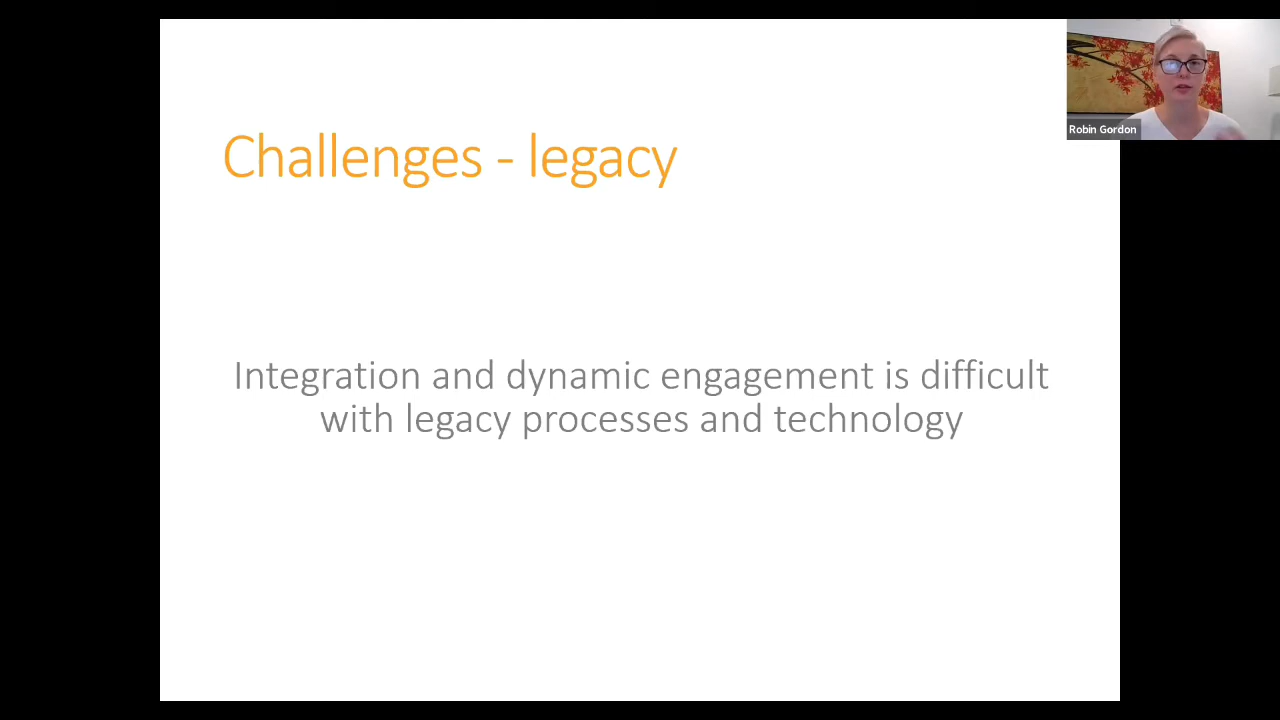 Challenges - legacy
Robin Gordon
Integration and dynamic engagement is difficult
with legacy processes and technology